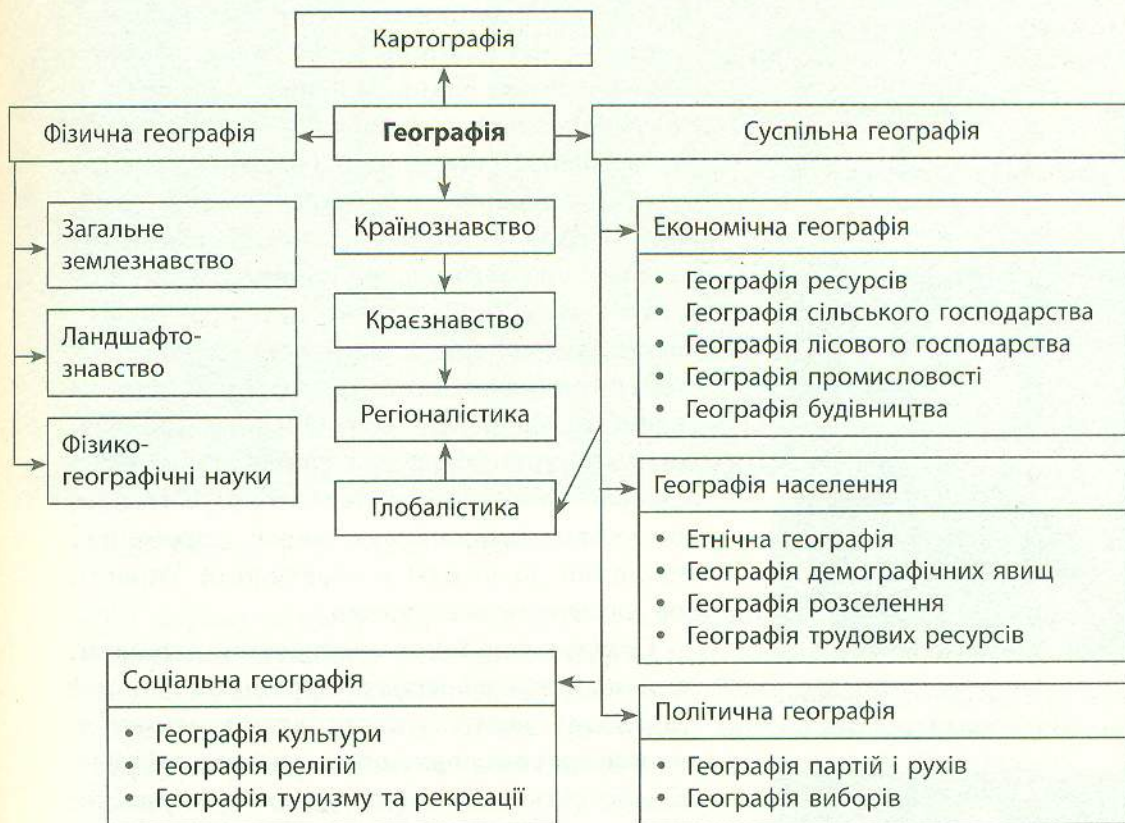 Картографія
Фізична географія
Географія
Суспільна географія
Загальне
землезнавство
Ландшафто-
знавство
Фізико-
географічні науки
Країнознавство
Краєзнавство
Регіоналістика
Глобалістика
Економічна географія
• Географія ресурсів
• Географія сільського господарства
• Географія лісового господарства
• Географія промисловості
• Географія будівництва
Географія населення
• Етнічна географія
• Географія демографічних явищ
• Географія розселення
• Географія трудових ресурсів
Соціальна географія
• Географія культури
• Географія релігій
• Географія туризму та рекреації
Політична географія
• Географія партій і рухів
• Географія виборів